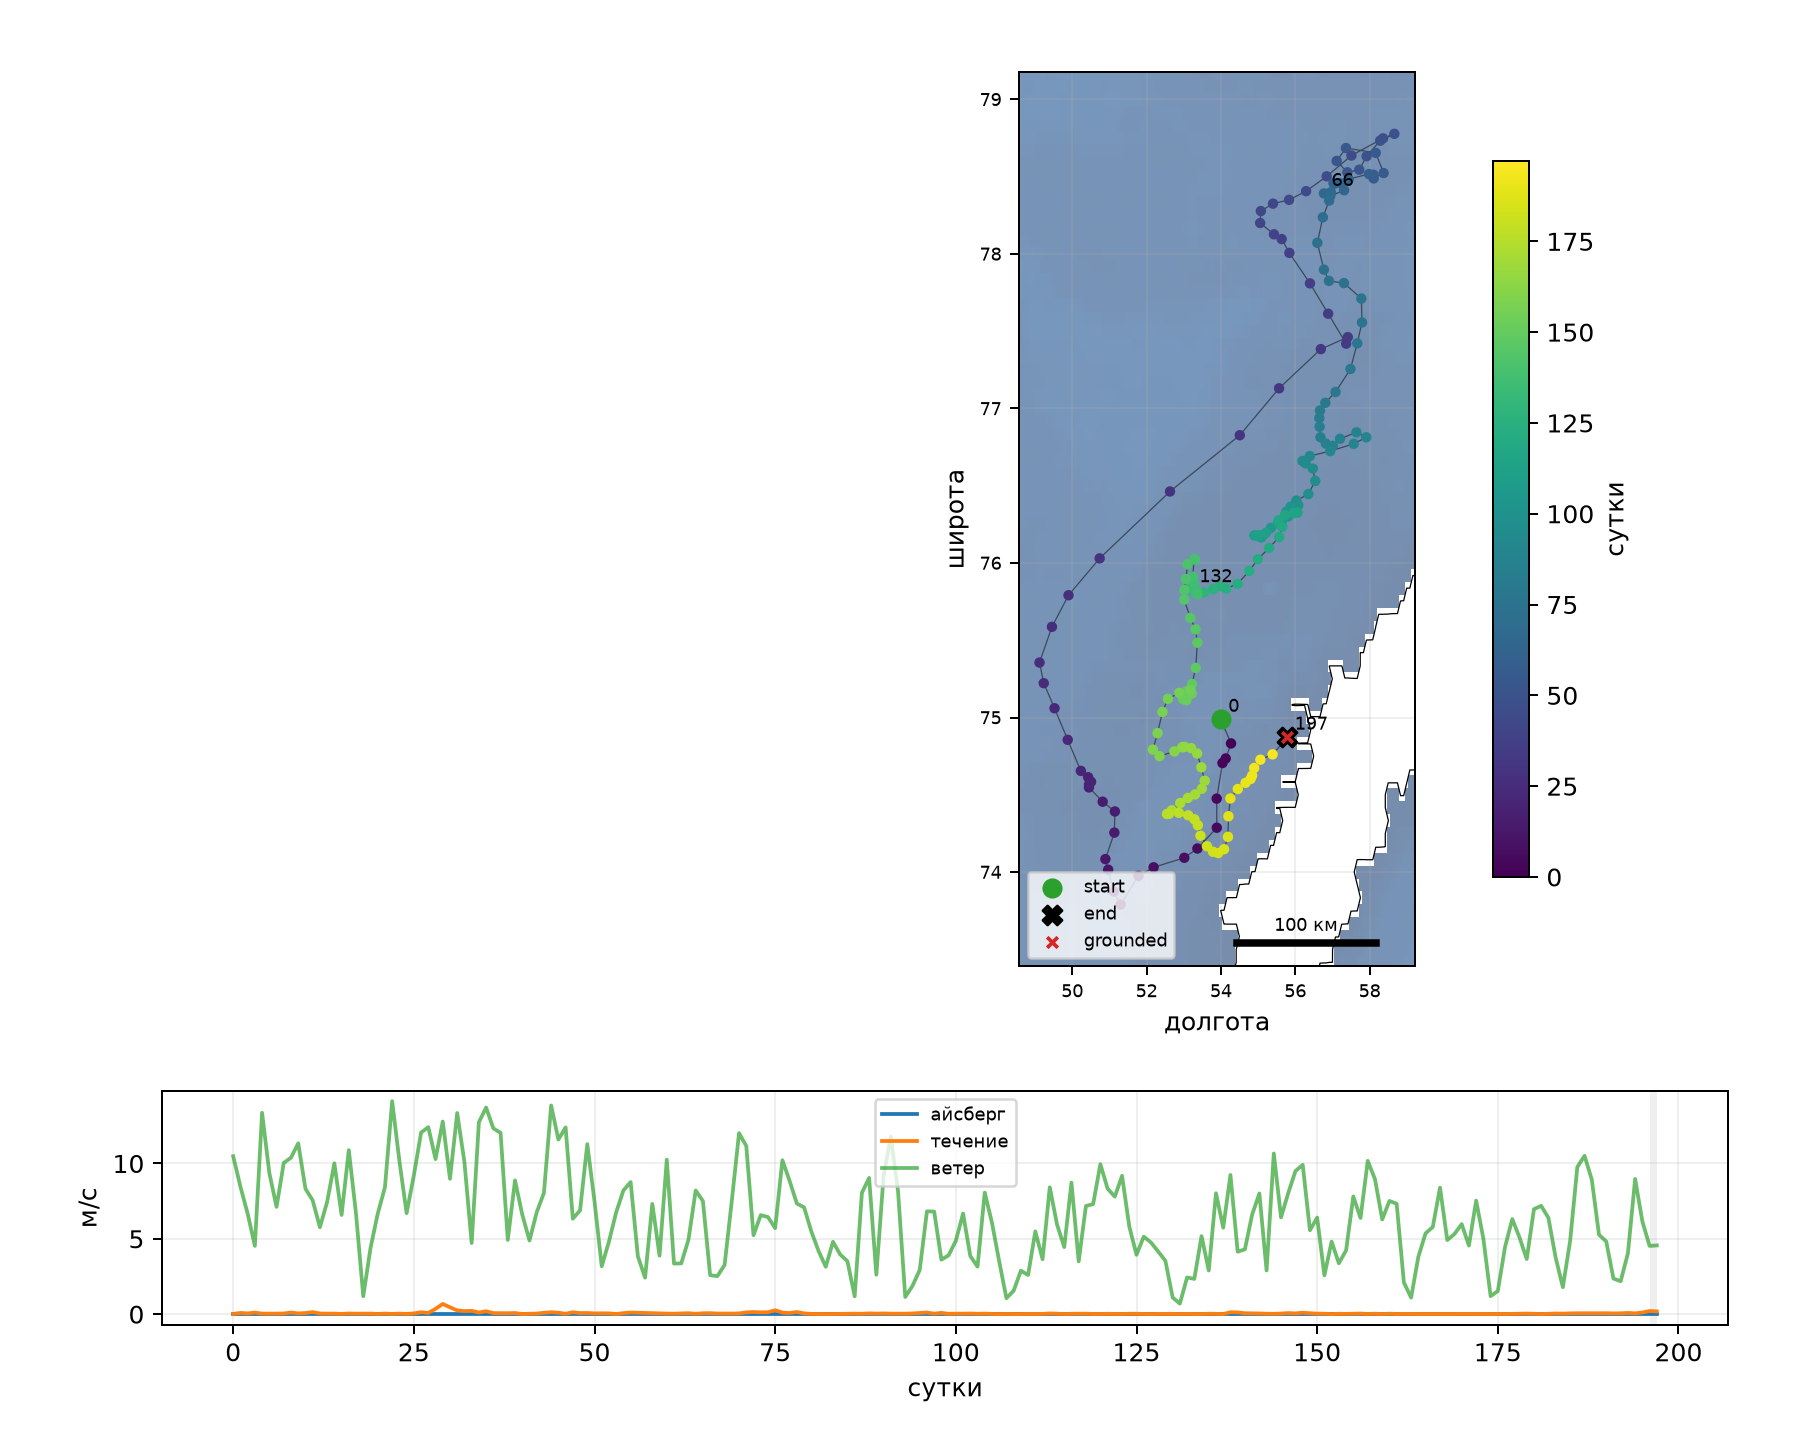 79
78
77
76
75
74
широта
66
132
0
197
start
end
grounded
100 км
50 52 54 56 58
долгота
175
150
125
100
75
50
25
0
сутки
10
5
0
м/с
айсберг
течение
ветер
0 25 50 75 100 125 150 175 200
сутки